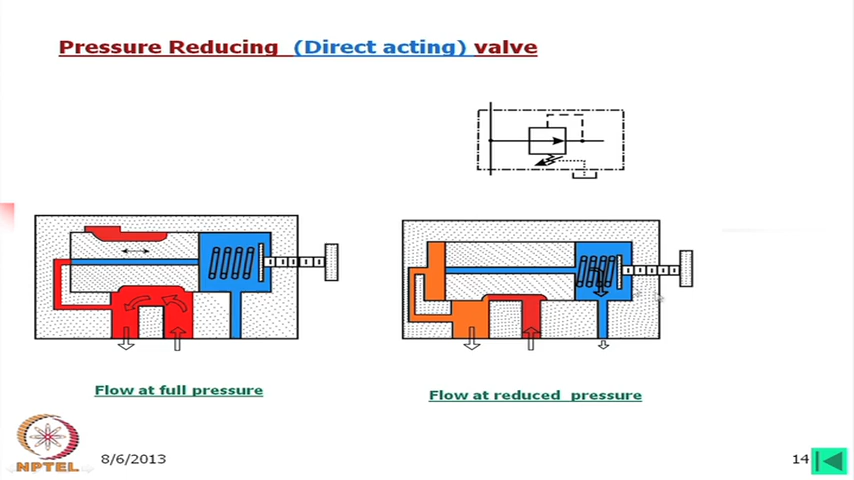 Pressure Reducing (Direct acting) valve
Flow at full pressure
Flow at reduced pressure
NPTEL
8/6/2013
14